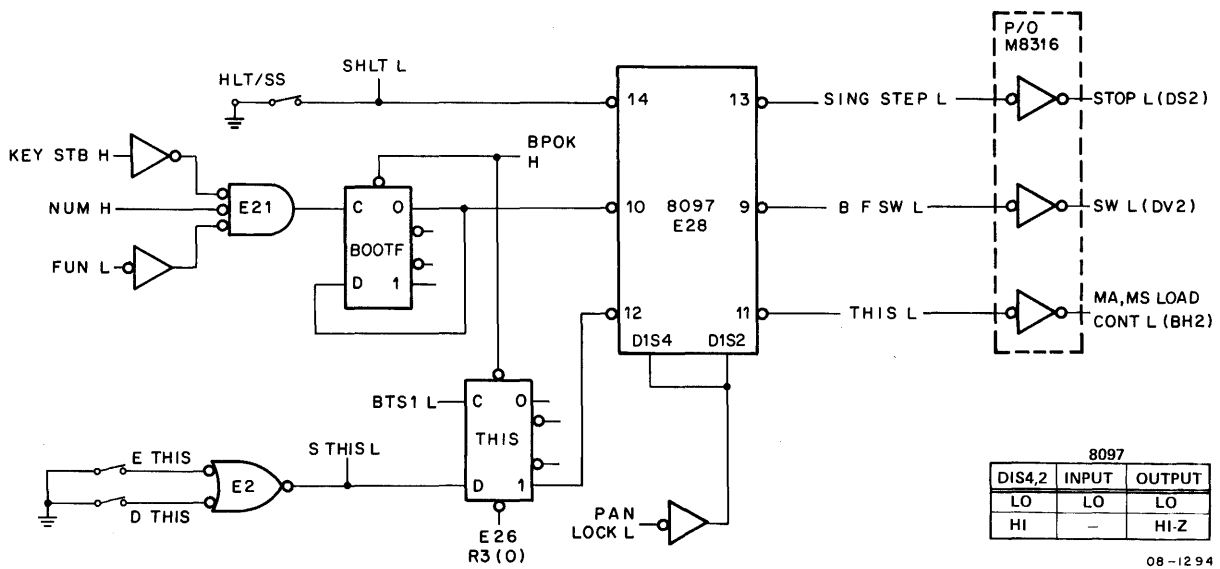 P/O
M8316
HLT/SS
SHLT L
14
13
SING STEP L
STOP L (DS2)
KEY STB H
BPOK
H
NUM H
E21
C
0
BOOTF
D
1
10
8097
E28
9
B F SW L
SW L (DV2)
FUN L
12
11
THIS L
MA, MS LOAD
CONT L (BH2)
D1S4
D1S2
BTS1 L
C
0
THIS
D
1
S THIS L
E THIS
E2
D THIS
E26
R3 (0)
PAN
LOCK L
8097
DIS4,2 INPUT OUTPUT
LO LO LO
HI – HI-Z
08-1294